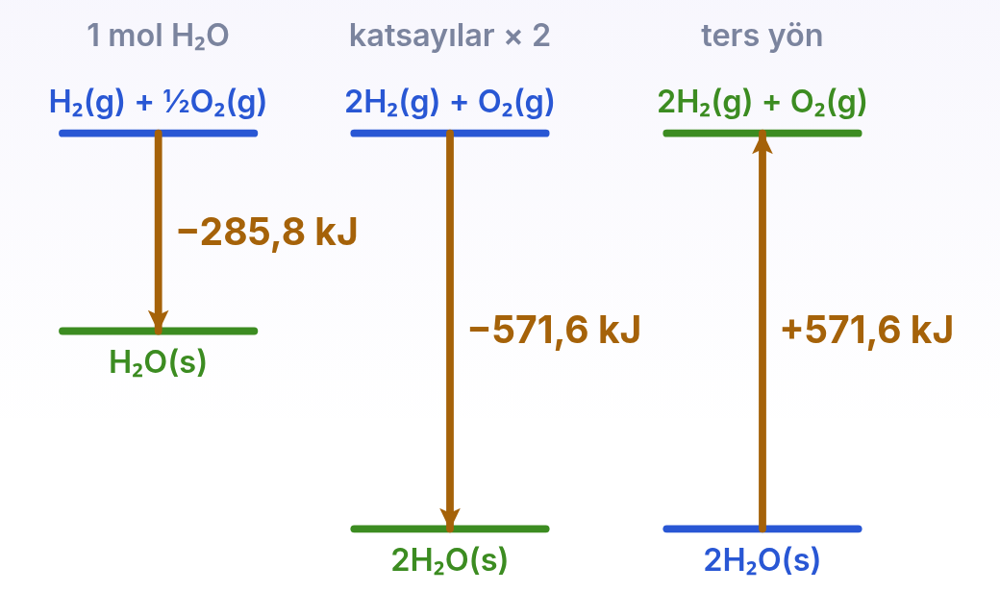 1 mol H₂O
katsayılar × 2
ters yön
H₂(g) + ½O₂(g)
2H₂(g) + O₂(g)
2H₂(g) + O₂(g)
−285,8 kJ
−571,6 kJ
+571,6 kJ
H₂O(s)
2H₂O(s)
2H₂O(s)